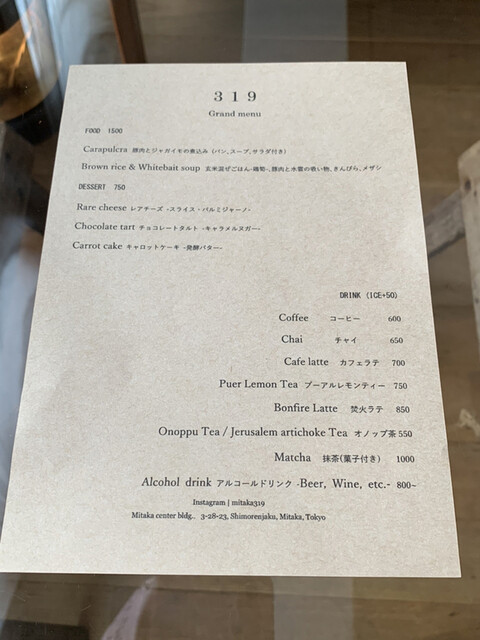 319
Grand menu
FOOD 1500
Carapulcra 豚肉とジャガイモの煮込み (パン、スープ、サラダ付き)
Brown rice & Whitebait soup 玄米混ぜごはん-磯菊-、豚肉と水雲の吸い物、きんぴら、メザシ
DESSERT 750
Rare cheese レアチーズ -スライス・パルミジャーノ-
Chocolate tart チョコレートタルト -キャラメルヌガー-
Carrot cake キャロットケーキ -発酵バター-
DRINK (ICE+50)
Coffee コーヒー 600
Chai チャイ 650
Cafe latte カフェラテ 700
Puer Lemon Tea プーアルレモンティー 750
Bonfire Latte 焚火ラテ 850
Onoppu Tea / Jerusalem artichoke Tea オノップ茶 550
Matcha 抹茶(菓子付き) 1000
Alcohol drink アルコールドリンク -Beer, Wine, etc.- 800~
Instagram | mitaka319
Mitaka center bldg.. 3-28-23, Shimorenjaku, Mitaka, Tokyo